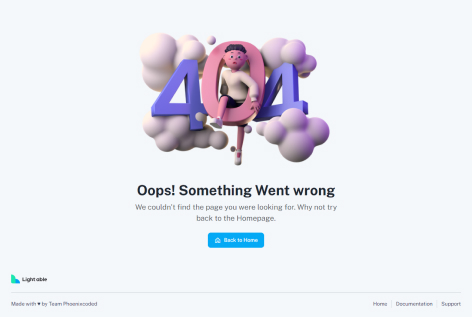 404
Oops! Something Went wrong
We couldn't find the page you were looking for. Why not try
back to the Homepage.
Back to Home
Light able
Made with ♥ by Team Phoenixcoded
Home
Documentation
Support